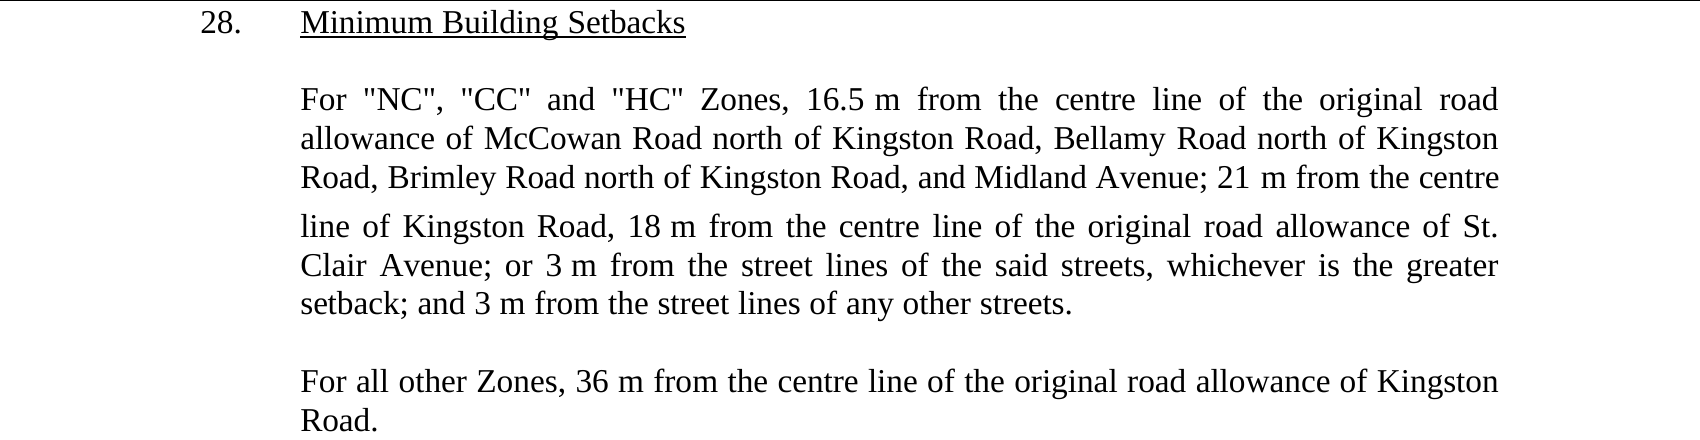 28. Minimum Building Setbacks
For "NC", "CC" and "HC" Zones, 16.5 m from the centre line of the original road
allowance of McCowan Road north of Kingston Road, Bellamy Road north of Kingston
Road, Brimley Road north of Kingston Road, and Midland Avenue; 21 m from the centre
line of Kingston Road, 18 m from the centre line of the original road allowance of St.
Clair Avenue; or 3 m from the street lines of the said streets, whichever is the greater
setback; and 3 m from the street lines of any other streets.
For all other Zones, 36 m from the centre line of the original road allowance of Kingston
Road.